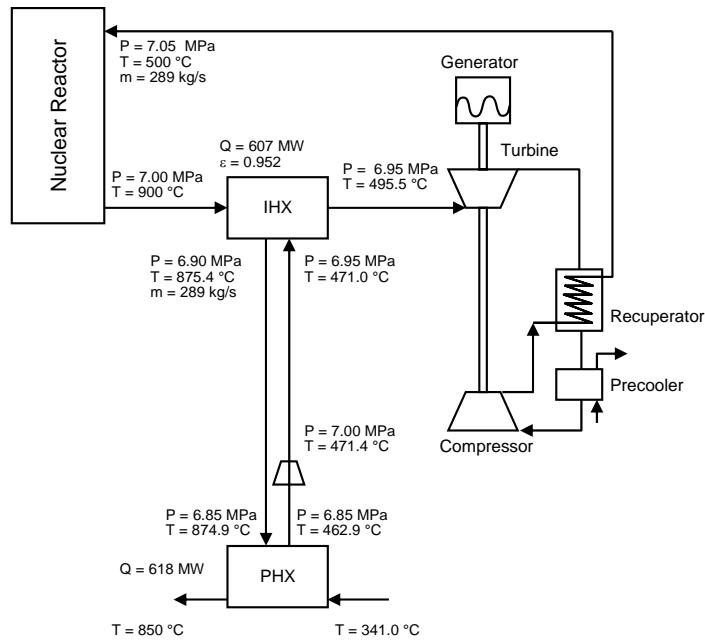 Nuclear Reactor
P = 7.05 MPa
T = 500 °C
m = 289 kg/s
Generator
Q = 607 MW
ε = 0.952
Turbine
P = 7.00 MPa
T = 900 °C
P = 6.95 MPa
T = 495.5 °C
IHX
P = 6.90 MPa
T = 875.4 °C
m = 289 kg/s
P = 6.95 MPa
T = 471.0 °C
Recuperator
Precooler
P = 7.00 MPa
T = 471.4 °C
Compressor
P = 6.85 MPa
T = 874.9 °C
P = 6.85 MPa
T = 462.9 °C
Q = 618 MW
PHX
T = 850 °C
T = 341.0 °C